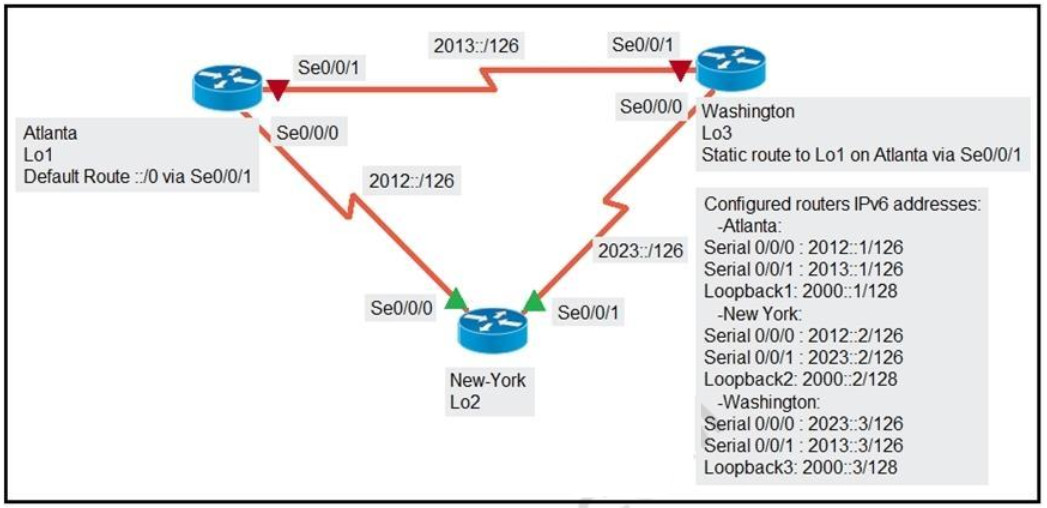 2013::/126
Se0/0/1
Se0/0/1
Se0/0/0
Se0/0/0
Atlanta
Lo1
Default Route ::/0 via Se0/0/1
Washington
Lo3
Static route to Lo1 on Atlanta via Se0/0/1
2012::/126
2023::/126
Se0/0/0
Se0/0/1
New-York
Lo2
Configured routers IPv6 addresses:
-Atlanta:
Serial 0/0/0 : 2012::1/126
Serial 0/0/1 : 2013::1/126
Loopback1: 2000::1/128
-New York:
Serial 0/0/0 : 2012::2/126
Serial 0/0/1 : 2023::2/126
Loopback2: 2000::2/128
-Washington:
Serial 0/0/0 : 2023::3/126
Serial 0/0/1 : 2013::3/126
Loopback3: 2000::3/128